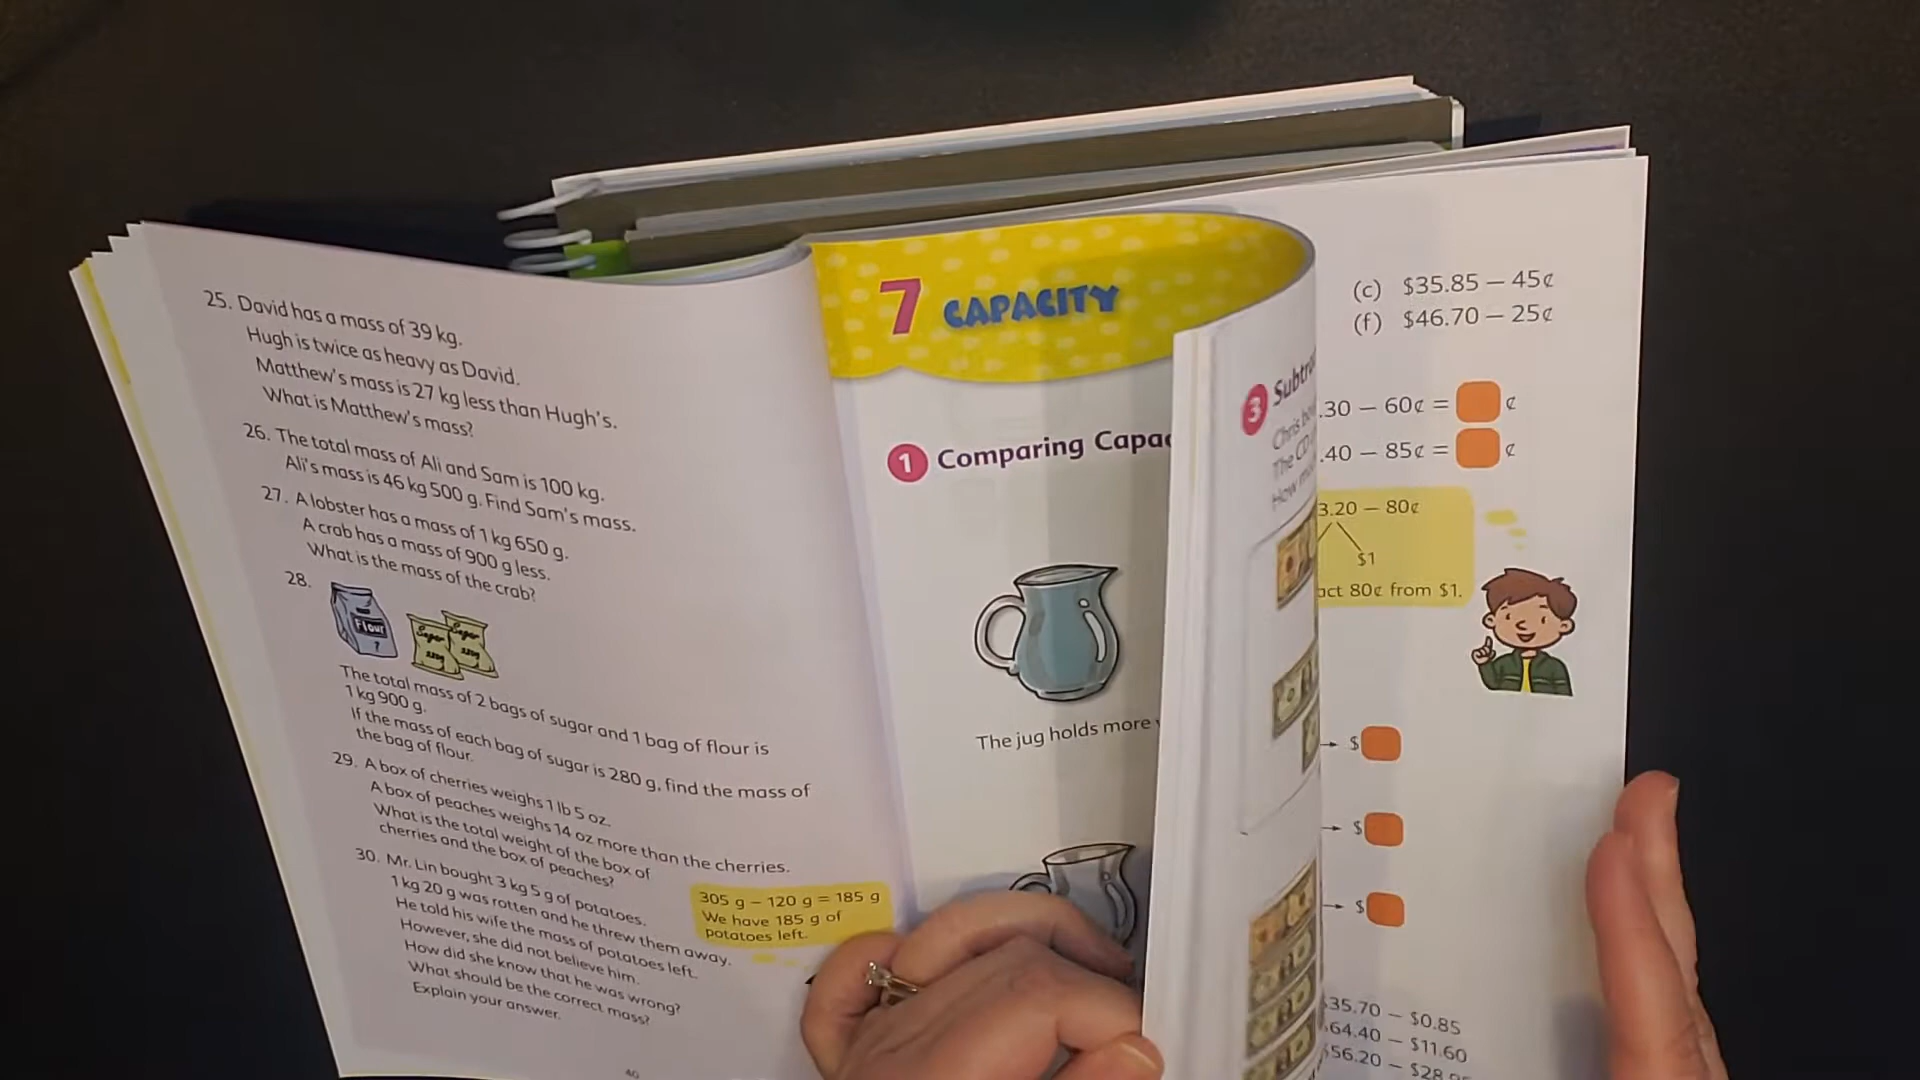 25. David has a mass of 39 kg.
Hugh is twice as heavy as David.
Matthew's mass is 27 kg less than Hugh's.
What is Matthew's mass?
26. The total mass of Ali and Sam is 100 kg.
Ali's mass is 46 kg 500 g. Find Sam's mass.
27. A lobster has a mass of 1 kg 650 g.
A crab has a mass of 900 g less.
What is the mass of the crab?
28.
Flour
?
Sugar
Sugar
The total mass of 2 bags of sugar and 1 bag of flour is
1 kg 900 g.
If the mass of each bag of sugar is 280 g, find the mass of
the bag of flour.
29. A box of cherries weighs 1 lb 5 oz.
A box of peaches weighs 14 oz more than the cherries.
What is the total weight of the box of
cherries and the box of peaches?
30. Mr. Lin bought 3 kg 5 g of potatoes.
1 kg 20 g was rotten and he threw them away.
He told his wife the mass of potatoes left.
However, she did not believe him.
How did she know that he was wrong?
What should be the correct mass?
Explain your answer.
305 g – 120 g = 185 g
We have 185 g of
potatoes left.
7 CAPACITY
1 Comparing
The jug holds more
3
Chris
The CD
How
(c) $35.85 – 45¢
(f) $46.70 – 25¢
.30 – 60¢ = ¢
.40 – 85¢ = ¢
3.20 – 80¢
$1
80¢ from $1.
→ $
→ $
→ $
35.70 – $0.85
64.40 – $11.60
56.20 –